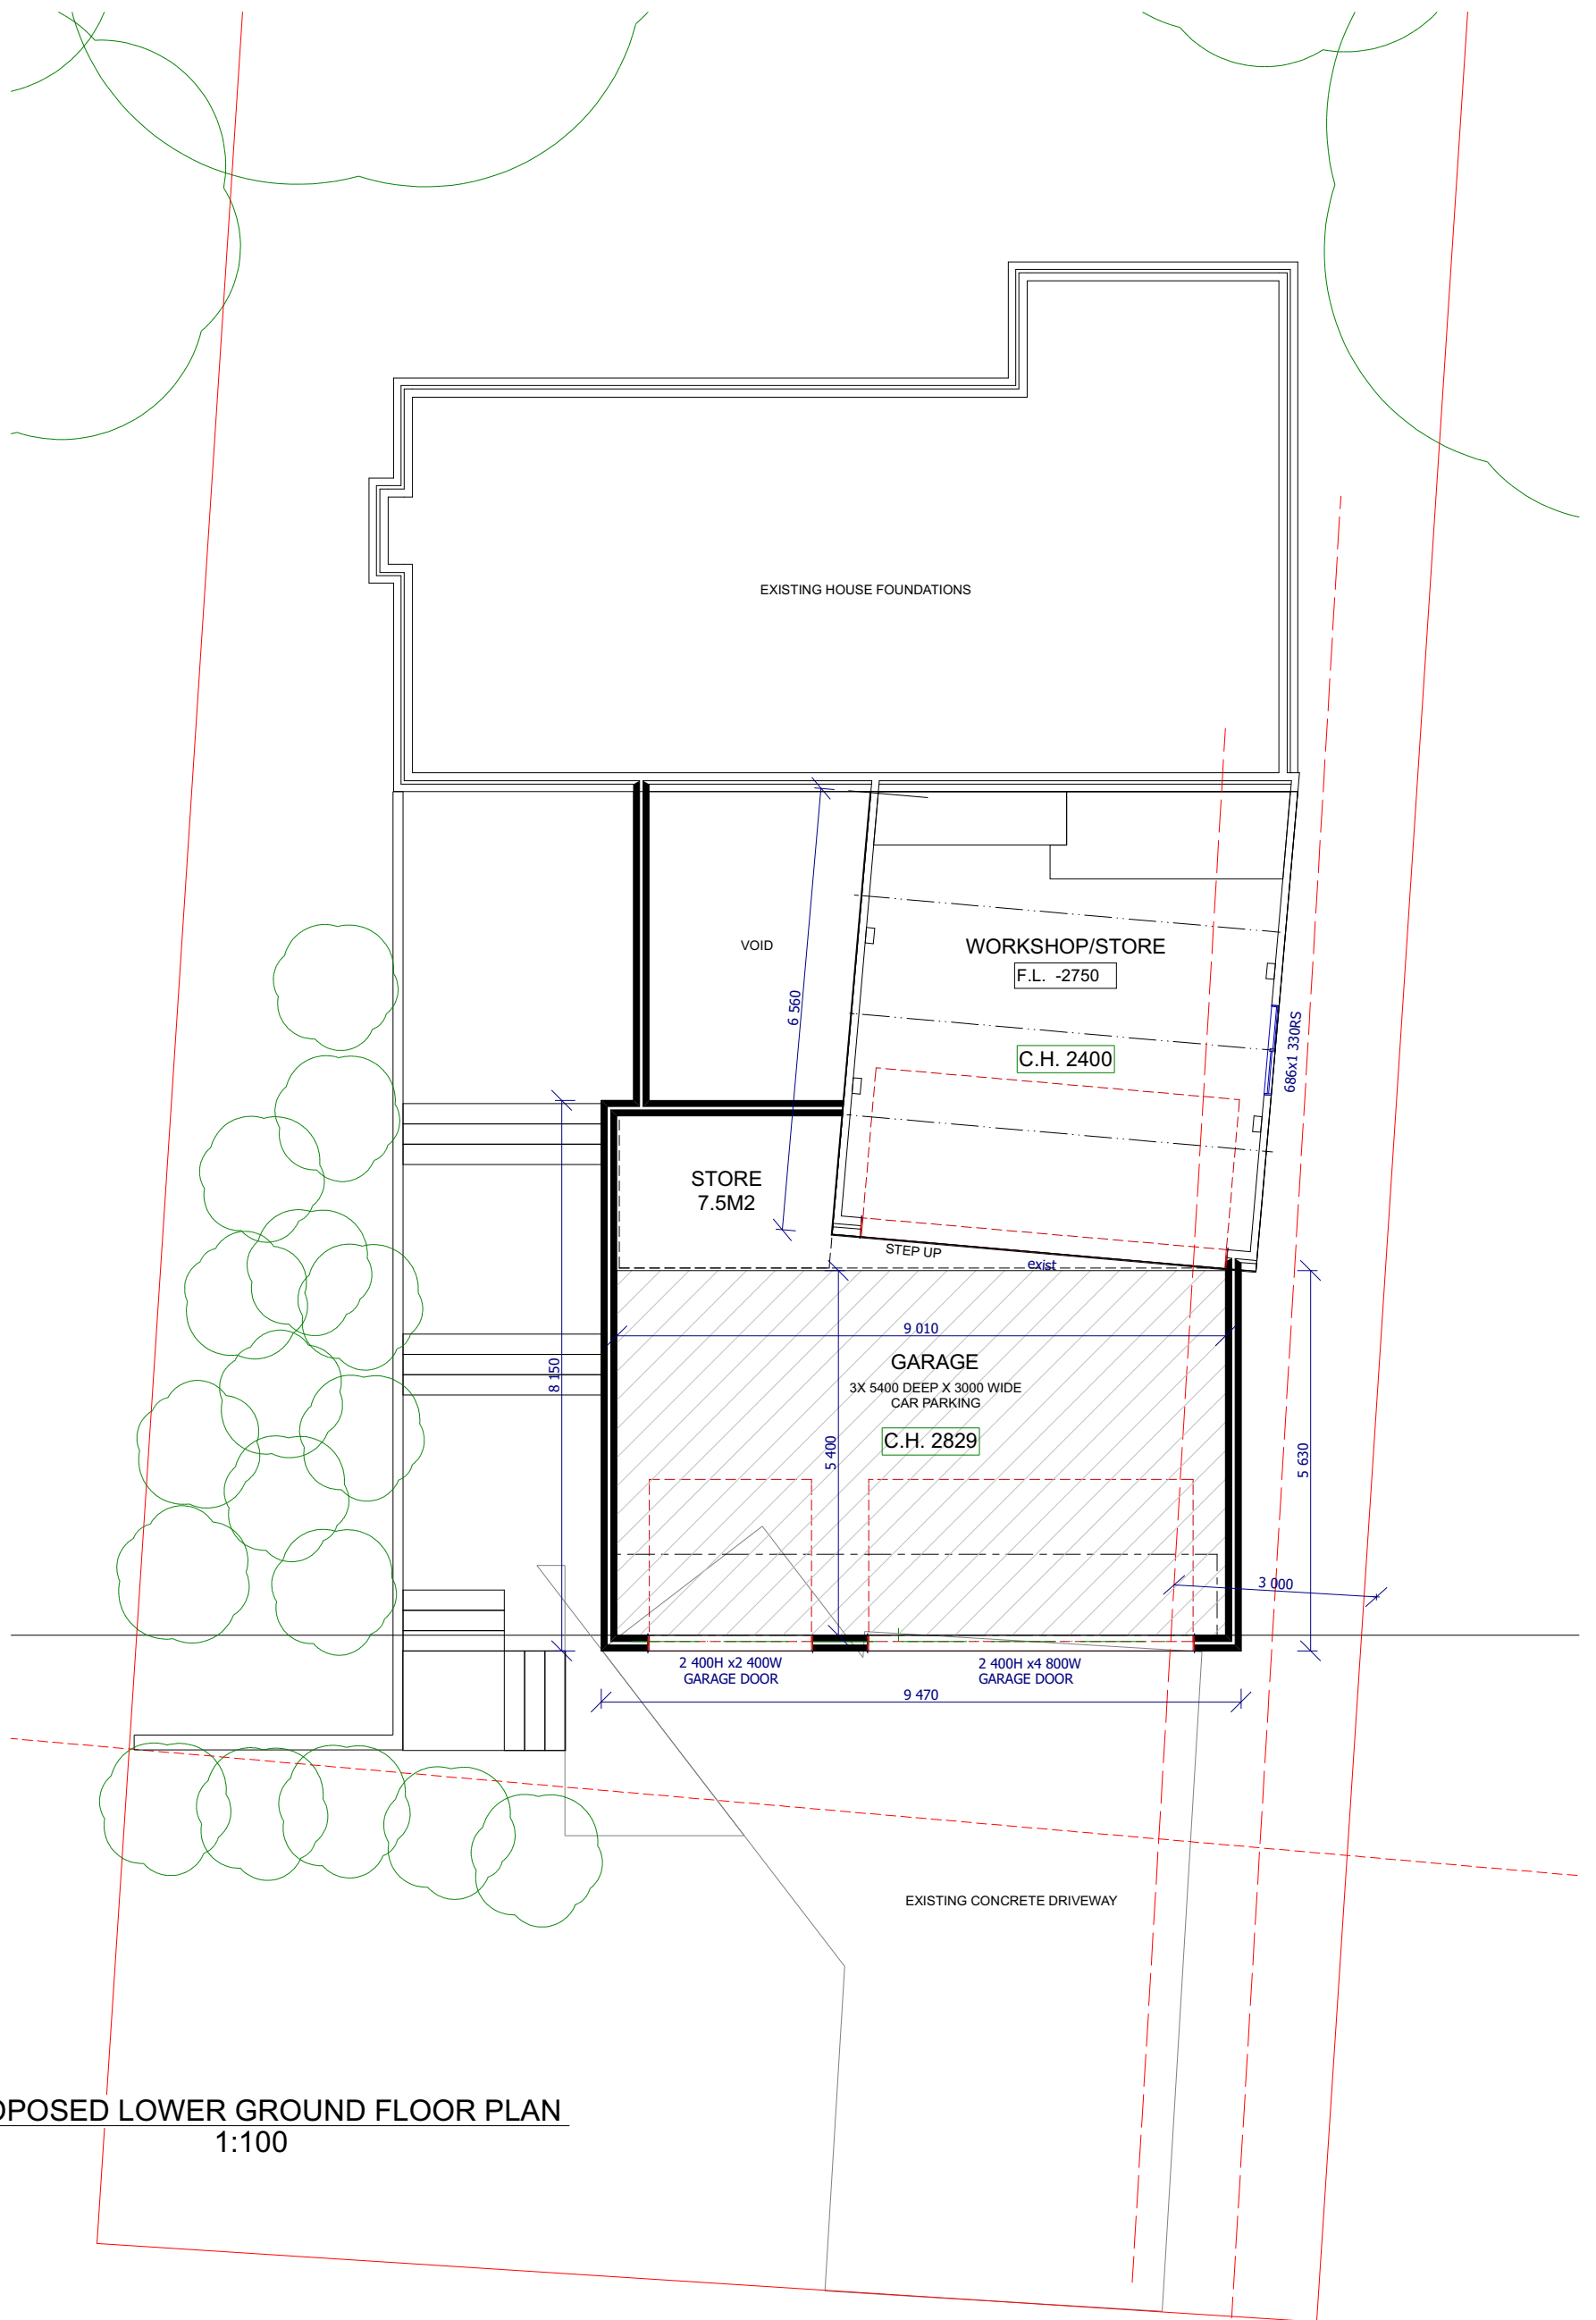 EXISTING HOUSE FOUNDATIONS
VOID
6 560
WORKSHOP/STORE
F.L. -2750
C.H. 2400
686x1 330RS
STORE
7.5M2
STEP UP
exist
9 010
GARAGE
3X 5400 DEEP X 3000 WIDE
CAR PARKING
C.H. 2829
8 150
5 400
5 630
3 000
2 400H x2 400W
GARAGE DOOR
2 400H x4 800W
GARAGE DOOR
9 470
EXISTING CONCRETE DRIVEWAY
OPOSED LOWER GROUND FLOOR PLAN
1:100